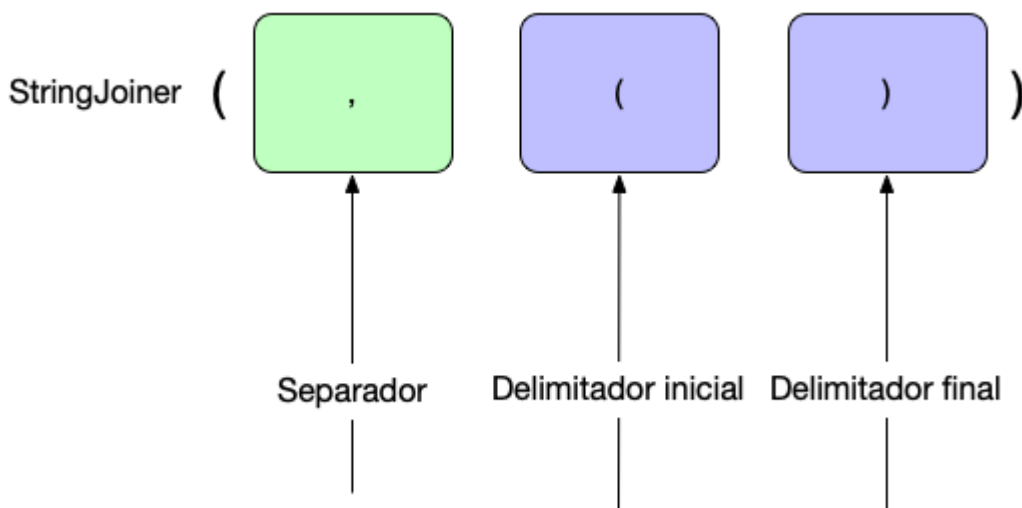 StringJoiner ( , ( ) )
Separador Delimitador inicial Delimitador final